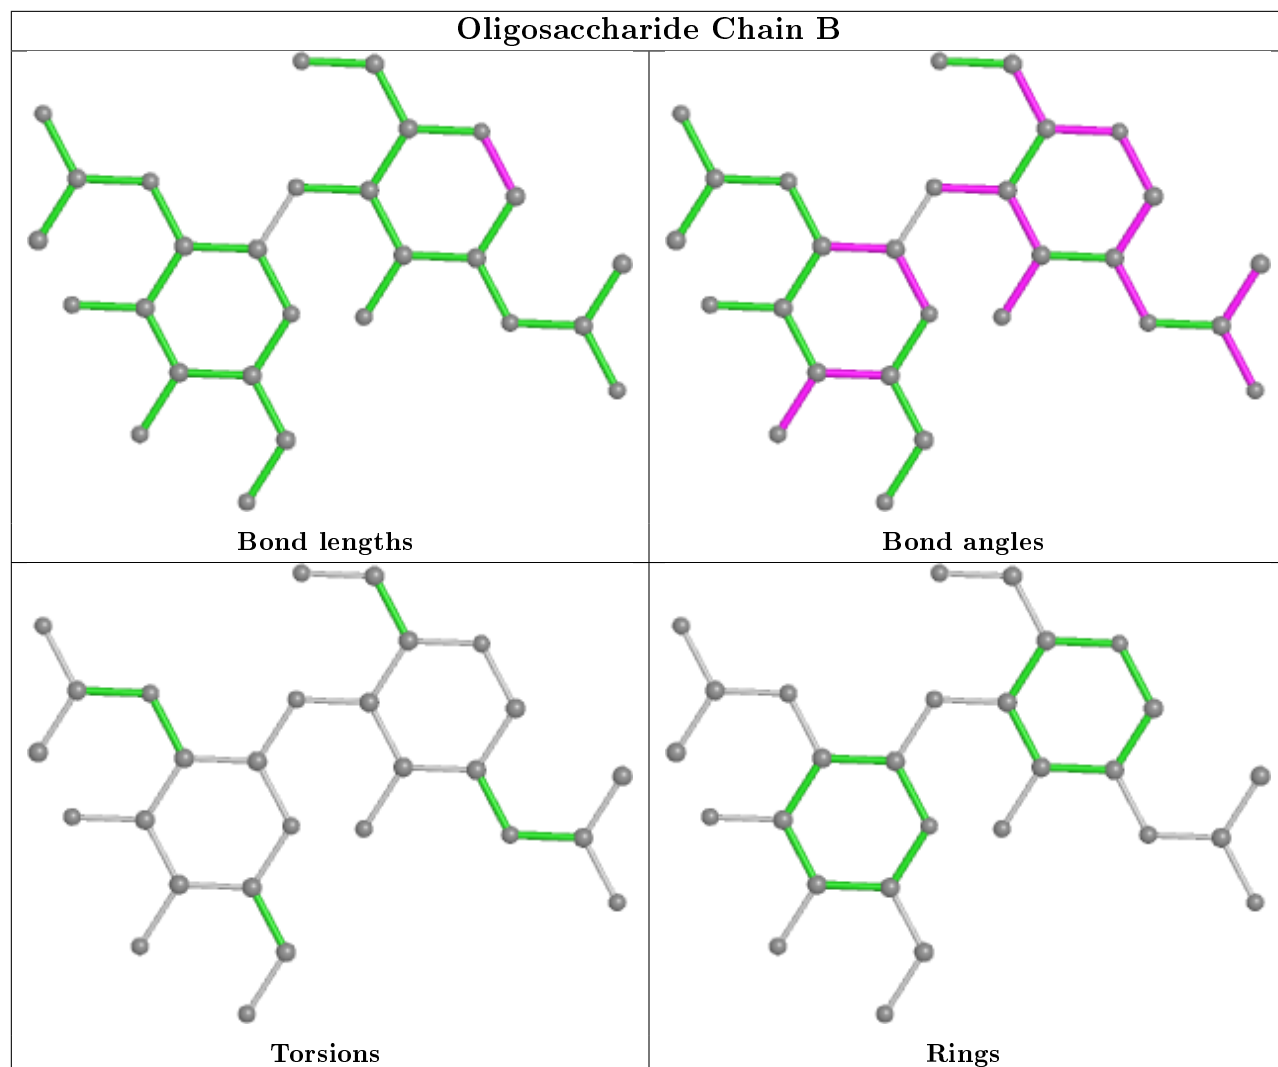 Oligosaccharide Chain B
Bond lengths
Bond angles
Torsions
Rings